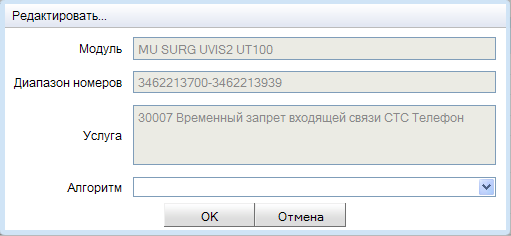 Редактировать...
Модуль MU SURG UVIS2 UT100
Диапазон номеров 3462213700-3462213939
Услуга 30007 Временный запрет входящей связи СТС Телефон
Алгоритм
OK Отмена